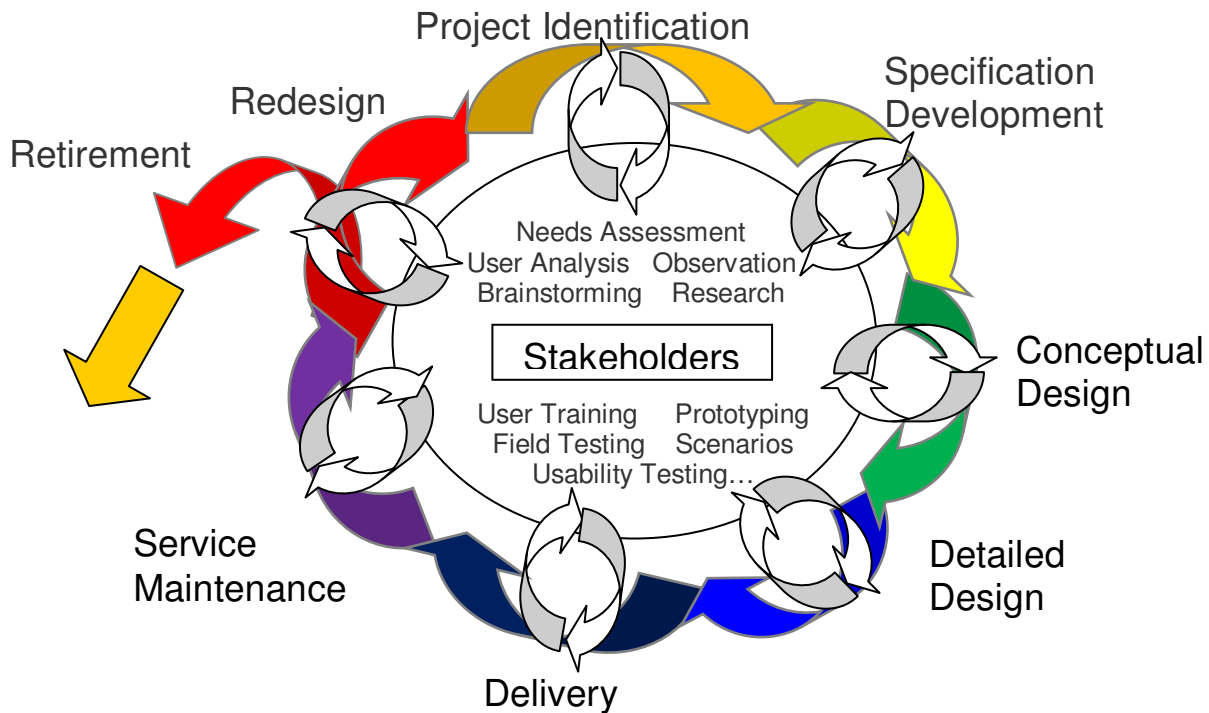 Project Identification
Specification
Development
Redesign
Retirement
Needs Assessment
User Analysis Observation
Brainstorming Research
Stakeholders
Conceptual
Design
User Training Prototyping
Field Testing Scenarios
Usability Testing…
Service
Maintenance
Detailed
Design
Delivery